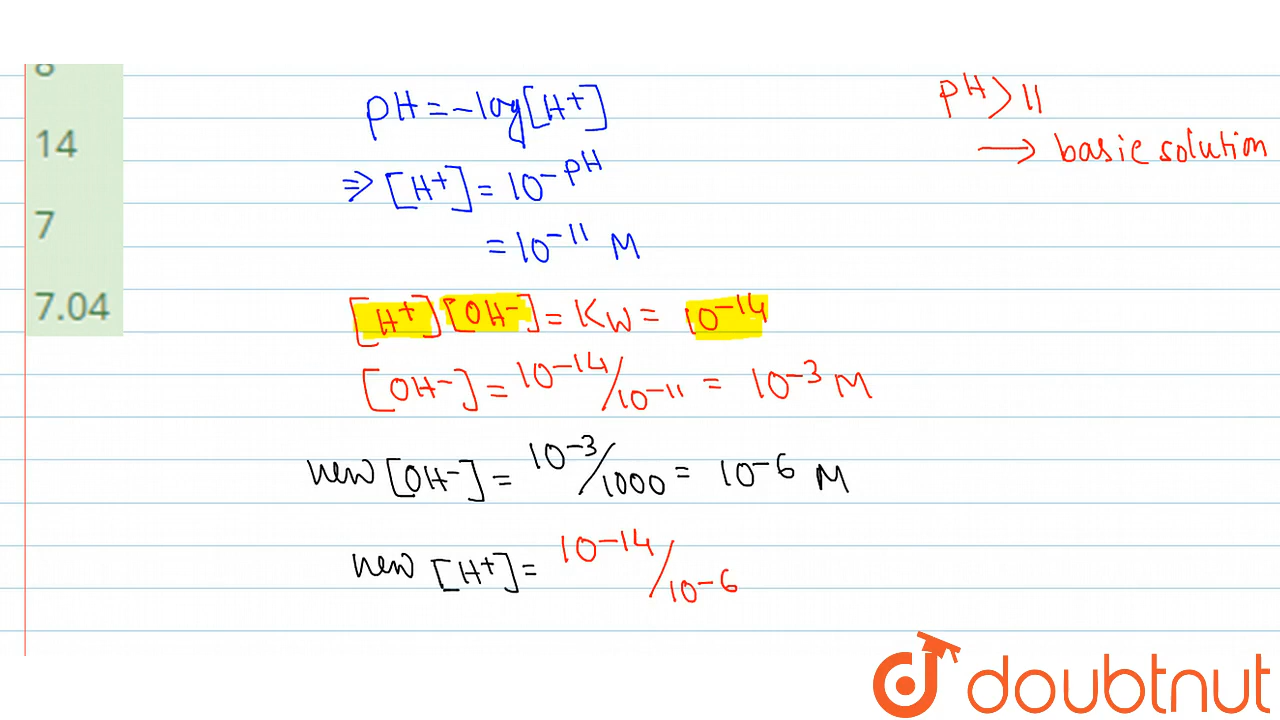 8
14
7
7.04
pH = -log[H+]
⇒ [H+] = 10-pH
= 10-11 M
pH > 11
→ basic solution
[H+][OH-] = Kw = 10-14
[OH-] = 10-14/10-11 = 10-3 M
new [OH-] = 10-3/1000 = 10-6 M
new [H+] = 10-14/10-6
doubtnut